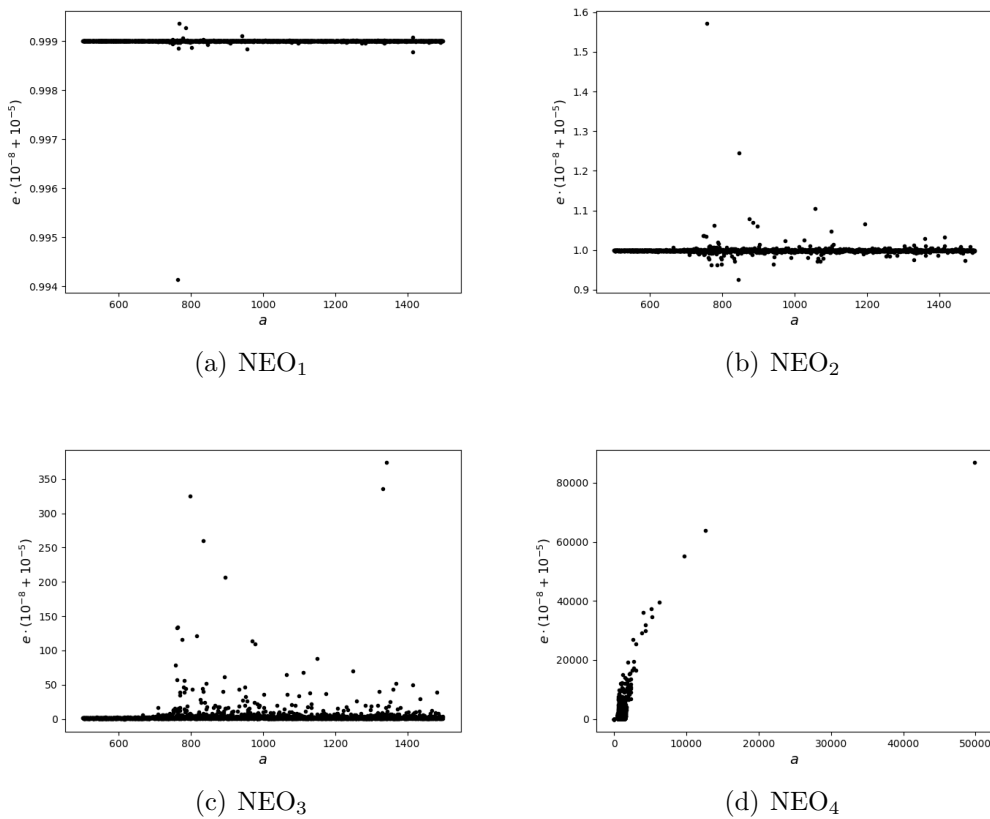 0.999
0.998
0.997
0.996
0.995
0.994
e · (10⁻⁸ + 10⁻⁵)
600 800 1000 1200 1400
a
(a) NEO₁
1.6
1.5
1.4
1.3
1.2
1.1
1.0
0.9
e · (10⁻⁸ + 10⁻⁵)
600 800 1000 1200 1400
a
(b) NEO₂
350
300
250
200
150
100
50
0
e · (10⁻⁸ + 10⁻⁵)
600 800 1000 1200 1400
a
(c) NEO₃
80000
60000
40000
20000
0
e · (10⁻⁸ + 10⁻⁵)
0 10000 20000 30000 40000 50000
a
(d) NEO₄